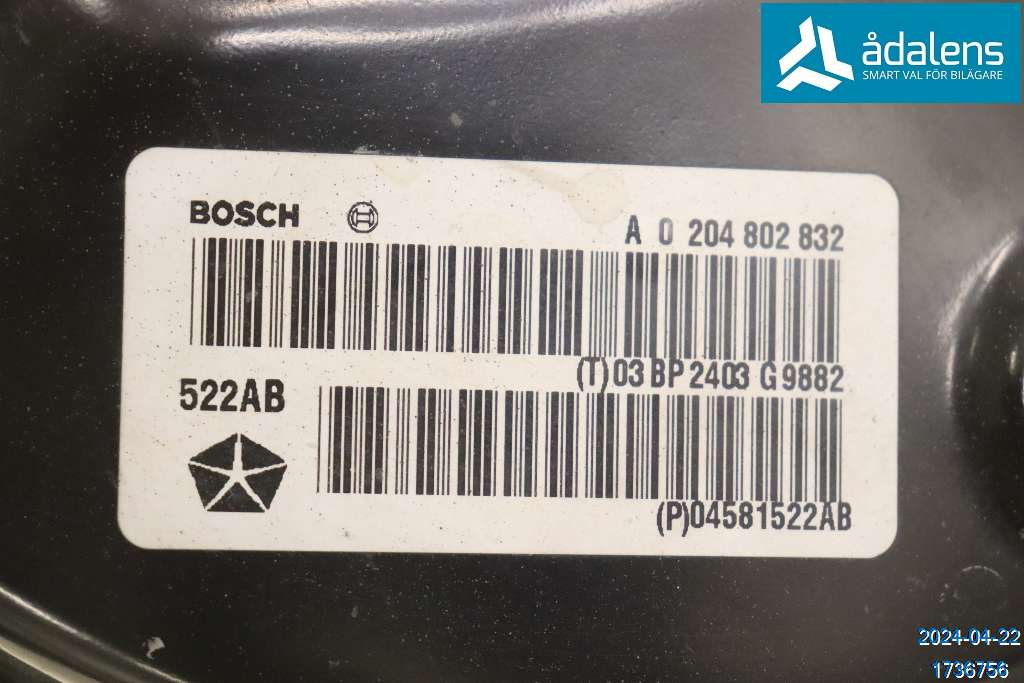 ådalens
SMART VAL FÖR BILÄGARE
BOSCH
A 0 204 802 832
(T)03 BP 2403 G 9882
522AB
(P)04581522AB
2024-04-22
1736756